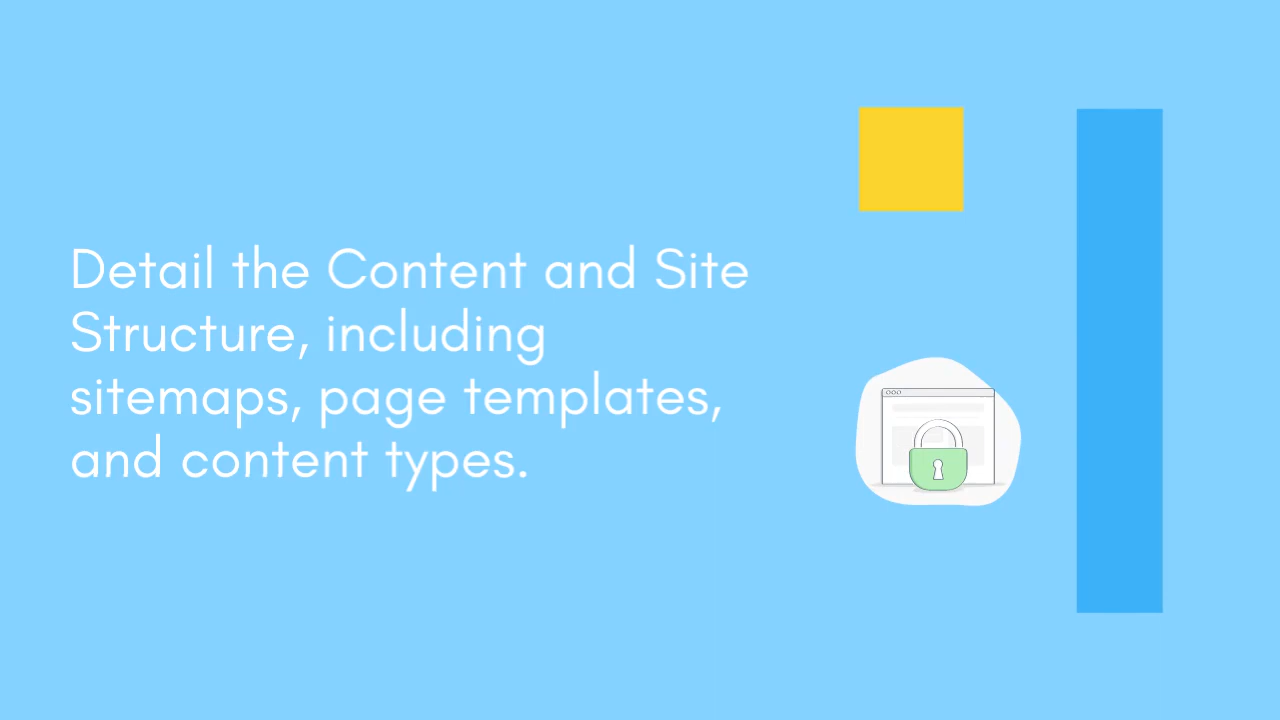 Detail the Content and Site
Structure, including
sitemaps, page templates,
and content types.